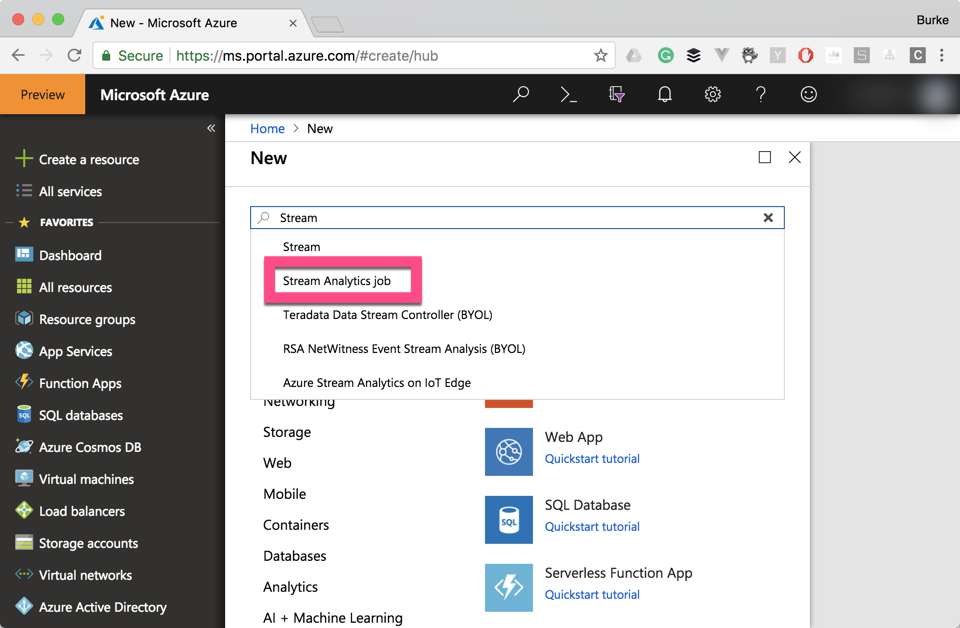 New - Microsoft Azure
Burke
Secure https://ms.portal.azure.com/#create/hub
Preview Microsoft Azure
Home > New
New
Create a resource
All services
FAVORITES
Dashboard
All resources
Resource groups
App Services
Function Apps
SQL databases
Azure Cosmos DB
Virtual machines
Load balancers
Storage accounts
Virtual networks
Azure Active Directory
Stream
Stream
Stream Analytics job
Teradata Data Stream Controller (BYOL)
RSA NetWitness Event Stream Analysis (BYOL)
Azure Stream Analytics on IoT Edge
Networking
Storage
Web
Mobile
Containers
Databases
Analytics
AI + Machine Learning
Web App
Quickstart tutorial
SQL
SQL Database
Quickstart tutorial
Serverless Function App
Quickstart tutorial